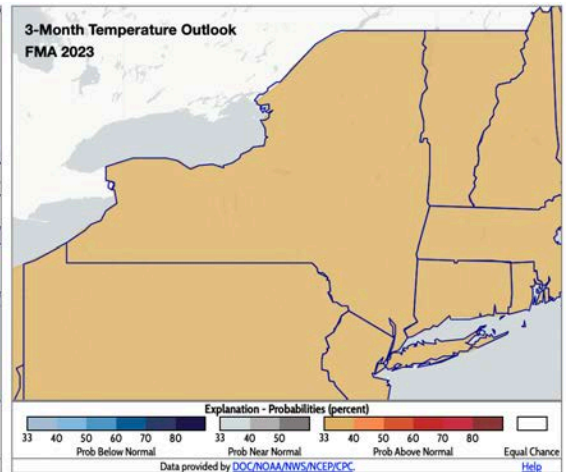 3-Month Temperature Outlook
FMA 2023
Explanation - Probabilities (percent)
33 40 50 60 70 80 33 40 50 33 40 50 60 70 80
Prob Below Normal Prob Near Normal Prob Above Normal Equal Chance
Data provided by DOC/NOAA/NWS/NCEP/CPC. Help